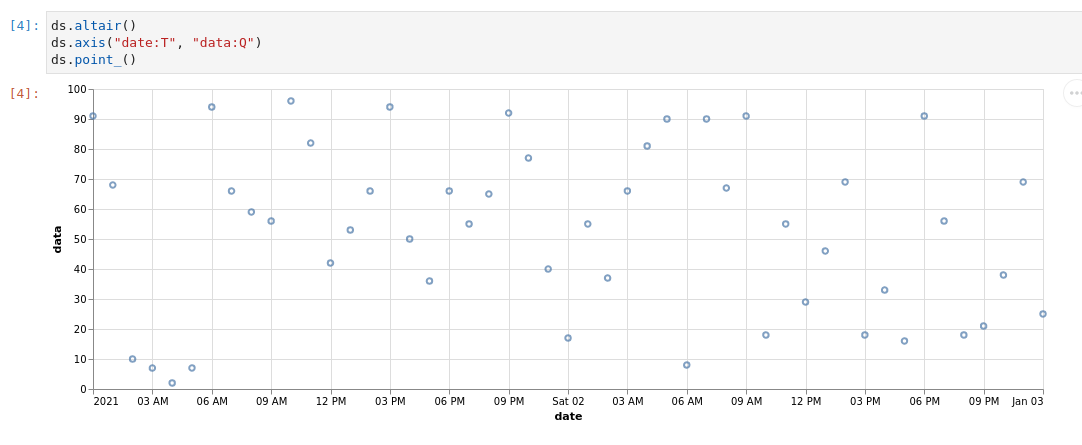 [4]: ds.altair()
ds.axis("date:T", "data:Q")
ds.point_()
[4]:
100
90
80
70
60
50
40
30
20
10
0
data
2021 03 AM 06 AM 09 AM 12 PM 03 PM 06 PM 09 PM Sat 02 03 AM 06 AM 09 AM 12 PM 03 PM 06 PM 09 PM Jan 03
date